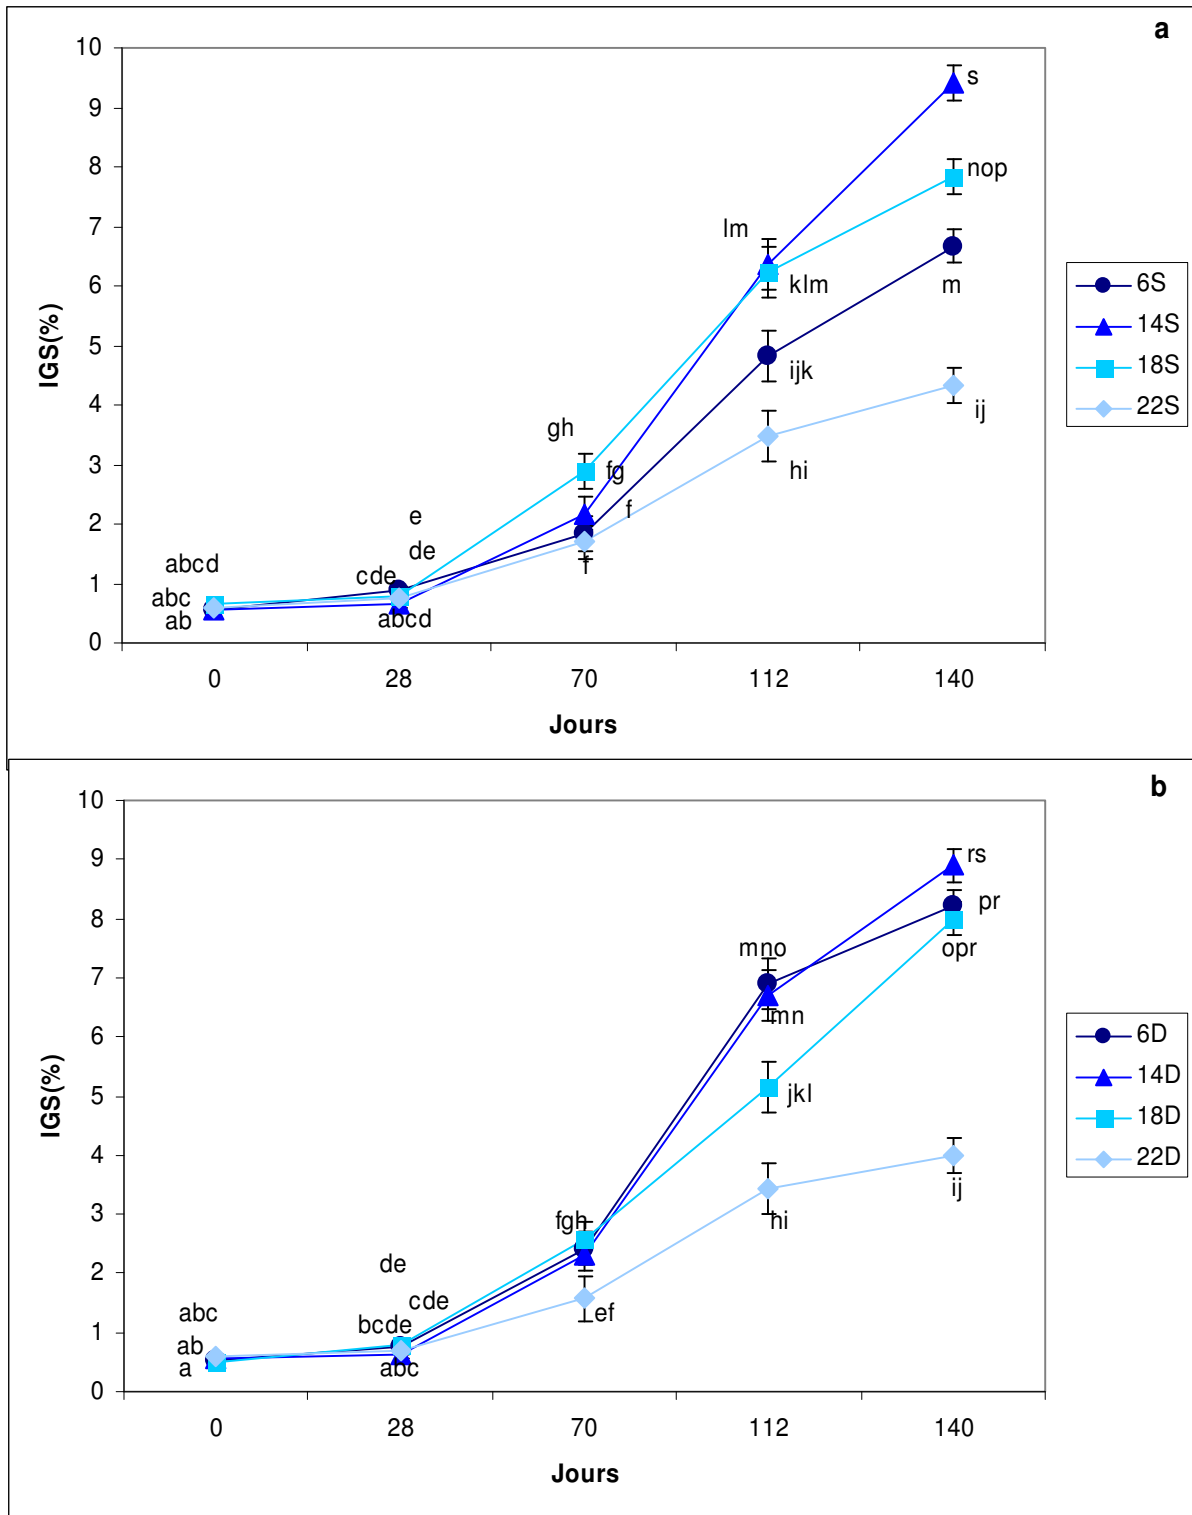 a
10
9
8
7
6
5
4
3
2
1
0
IGS(%)
s
nop
lm
klm
m
ijk
ij
hi
gh
fg
f
f
e
de
cde
abcd
abcd
abc
ab
0 28 70 112 140
Jours
6S
14S
18S
22S
b
10
9
8
7
6
5
4
3
2
1
0
IGS(%)
rs
pr
opr
mno
mn
jkl
ij
hi
fgh
ef
de
cde
bcde
abc
abc
ab
a
0 28 70 112 140
Jours
6D
14D
18D
22D